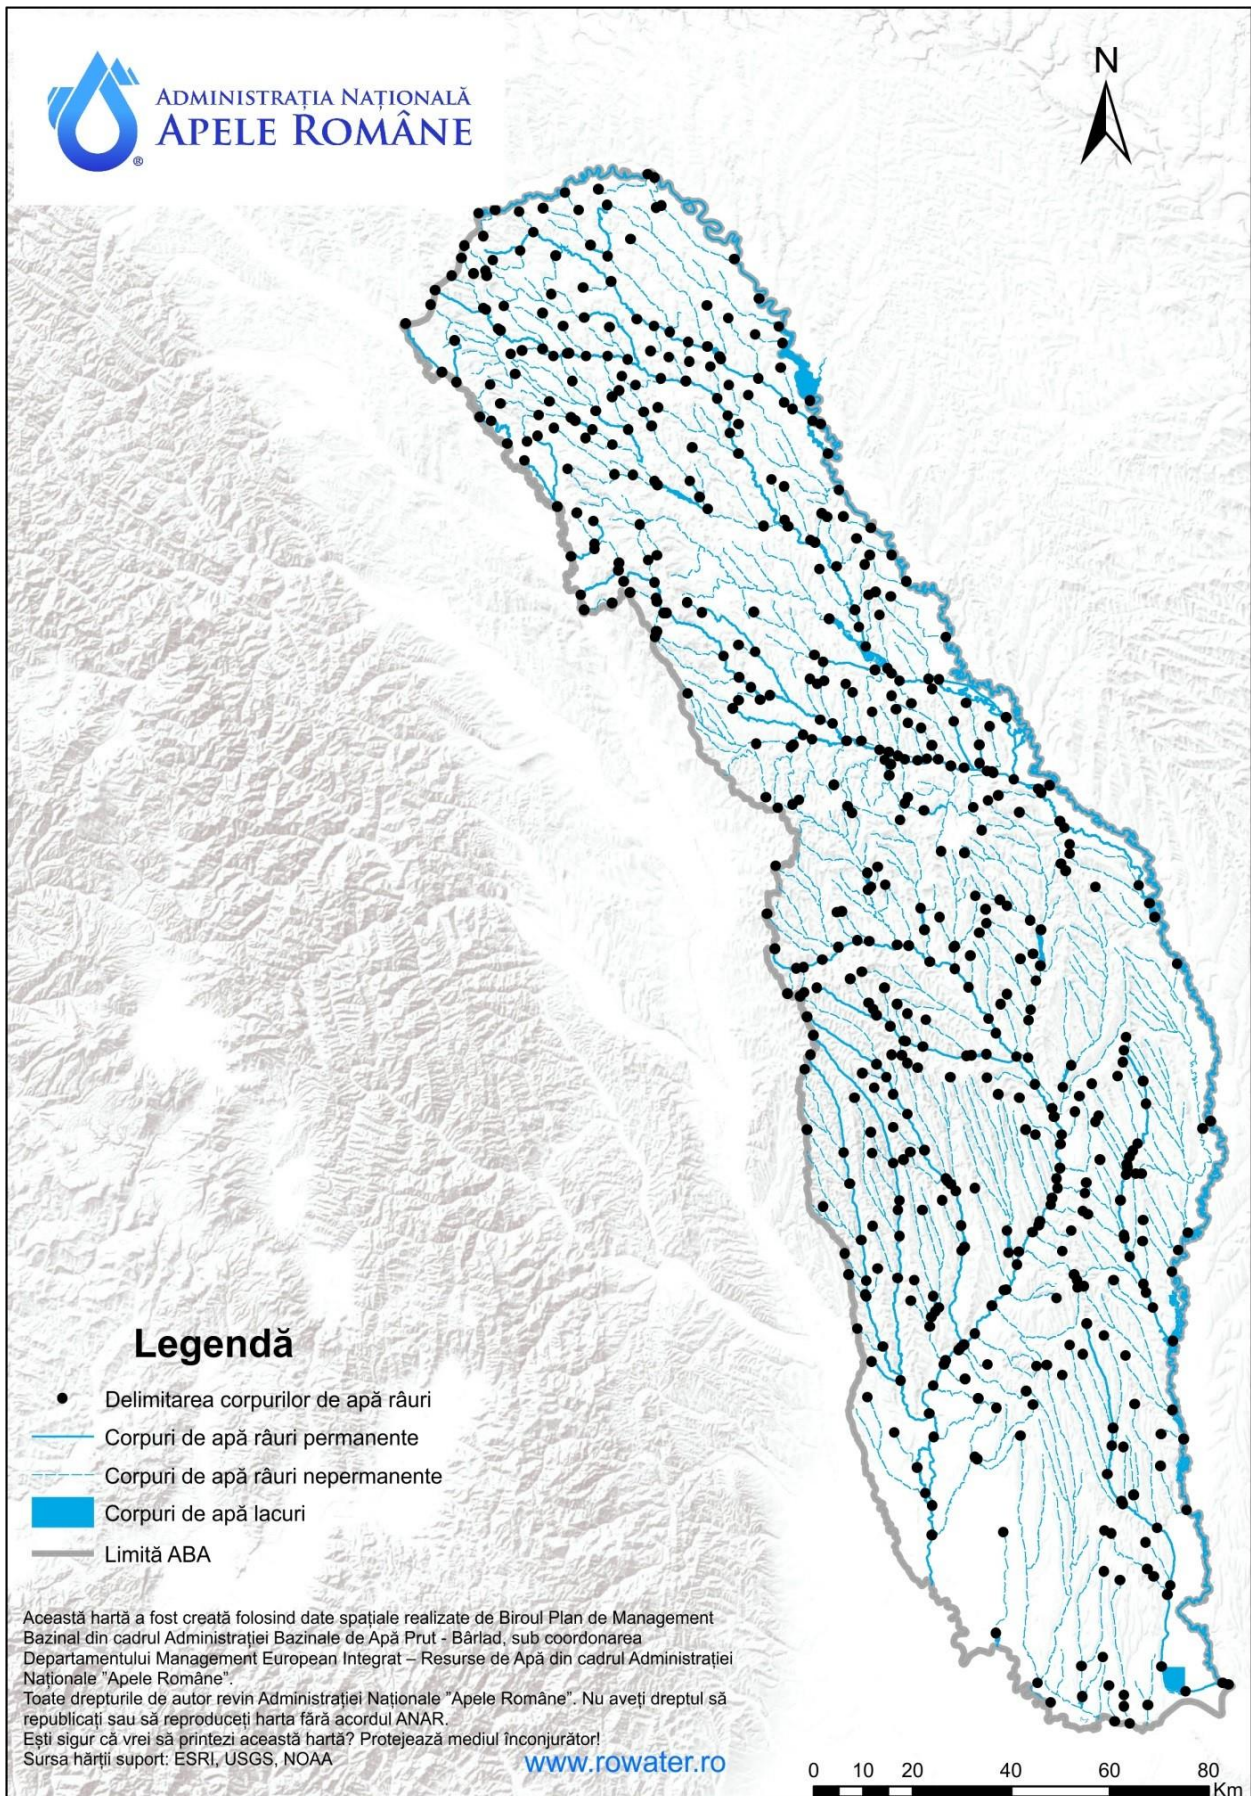 ADMINISTRAȚIA NAȚIONALĂ
APELE ROMÂNE
®
N
Legendă
Delimitarea corpurilor de apă râuri
Corpuri de apă râuri permanente
Corpuri de apă râuri nepermanente
Corpuri de apă lacuri
Limită ABA
Această hartă a fost creată folosind date spațiale realizate de Biroul Plan de Management
Bazinal din cadrul Administrației Bazinale de Apă Prut - Bârlad, sub coordonarea
Departamentului Management European Integrat – Resurse de Apă din cadrul Administrației
Naționale ”Apele Române”.
Toate drepturile de autor revin Administrației Naționale ”Apele Române”. Nu aveți dreptul să
republicați sau să reproduceți harta fără acordul ANAR.
Ești sigur că vrei să printezi această hartă? Protejează mediul înconjurător!
Sursa hărții suport: ESRI, USGS, NOAA
www.rowater.ro
0 10 20 40 60 80
Km